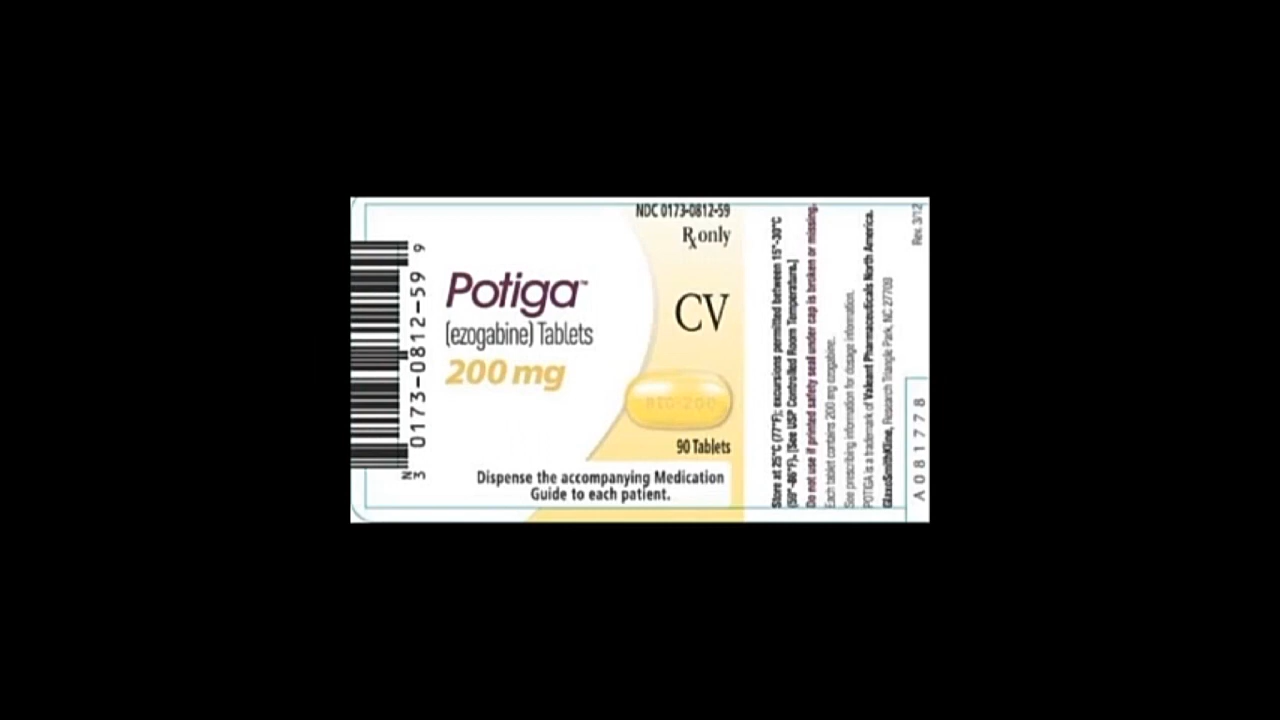 NDC 0173-0812-59
Rx only
Potiga™
(ezogabine) Tablets
200 mg
CV
90 Tablets
Dispense the accompanying Medication
Guide to each patient.
N
3 0173-0812-59 9
Store at 25°C (77°F); excursions permitted between 15°-30°C
(59°-86°F). [See USP Controlled Room Temperature.]
Do not use if printed safety seal under cap is broken or missing.
Each tablet contains 200 mg ezogabine.
See prescribing information for dosage information.
POTIGA is a trademark of Valeant Pharmaceuticals North America.
GlaxoSmithKline, Research Triangle Park, NC 27709
Rev. 3/12
A081778